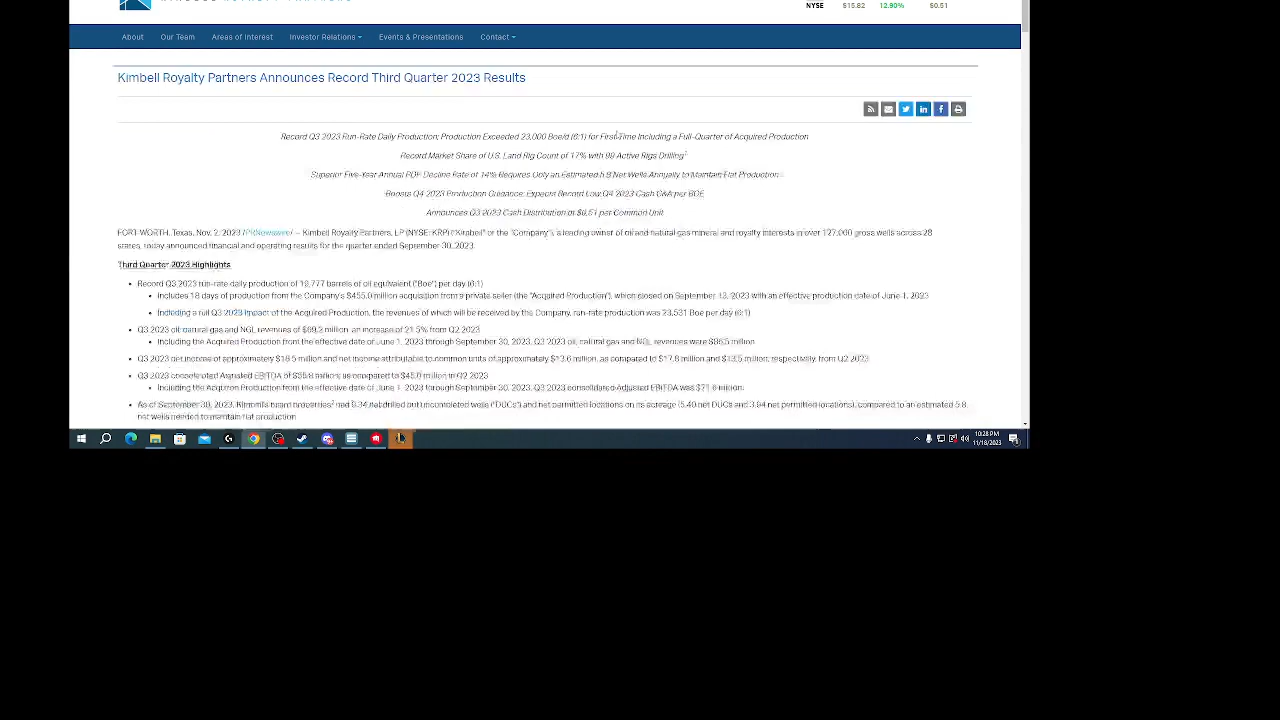 NYSE $15.82 12.90% $0.51
About Our Team Areas of Interest Investor Relations Events & Presentations Contact
Kimbell Royalty Partners Announces Record Third Quarter 2023 Results
Record Q3 2023 Run-Rate Daily Production; Production Exceeded 23,000 Boe/d (6:1) for First Time Including a Full-Quarter of Acquired Production
Record Market Share of U.S. Land Rig Count of 17% with 99 Active Rigs Drilling1
Superior Five-Year Annual PDP Decline Rate of 14% Requires Only an Estimated 5.8 Net Wells Annually to Maintain Flat Production
Boosts Q4 2023 Production Guidance; Expect Record Low Q4 2023 Cash G&A per BOE
Announces Q3 2023 Cash Distribution of $0.51 per Common Unit
FORT WORTH, Texas, Nov. 2, 2023 /PRNewswire/ -- Kimbell Royalty Partners, LP (NYSE: KRP) ("Kimbell" or the "Company"), a leading owner of oil and natural gas mineral and royalty interests in over 127,000 gross wells across 28
states, today announced financial and operating results for the quarter ended September 30, 2023.
Third Quarter 2023 Highlights
• Record Q3 2023 run-rate daily production of 19,777 barrels of oil equivalent ("Boe") per day (6:1)
• Includes 18 days of production from the Company's $455.0 million acquisition from a private seller (the "Acquired Production"), which closed on September 13, 2023 with an effective production date of June 1, 2023
• Including a full Q3 2023 impact of the Acquired Production, the revenues of which will be received by the Company, run-rate production was 23,531 Boe per day (6:1)
• Q3 2023 oil, natural gas and NGL revenues of $69.2 million, an increase of 21.5% from Q2 2023
• Including the Acquired Production from the effective date of June 1, 2023 through September 30, 2023, Q3 2023 oil, natural gas and NGL revenues were $86.5 million
• Q3 2023 net income of approximately $18.5 million and net income attributable to common units of approximately $13.6 million, as compared to $17.8 million and $13.5 million, respectively, from Q2 2023
• Q3 2023 consolidated Adjusted EBITDA of $55.8 million, as compared to $45.0 million in Q2 2023
• Including the Acquired Production from the effective date of June 1, 2023 through September 30, 2023, Q3 2023 consolidated Adjusted EBITDA was $71.6 million
• As of September 30, 2023, Kimbell's major properties2 had 9.34 net drilled but uncompleted wells ("DUCs") and net permitted locations on its acreage (5.40 net DUCs and 3.94 net permitted locations), compared to an estimated 5.8
net wells needed to maintain flat production
10:28 PM
11/18/2023